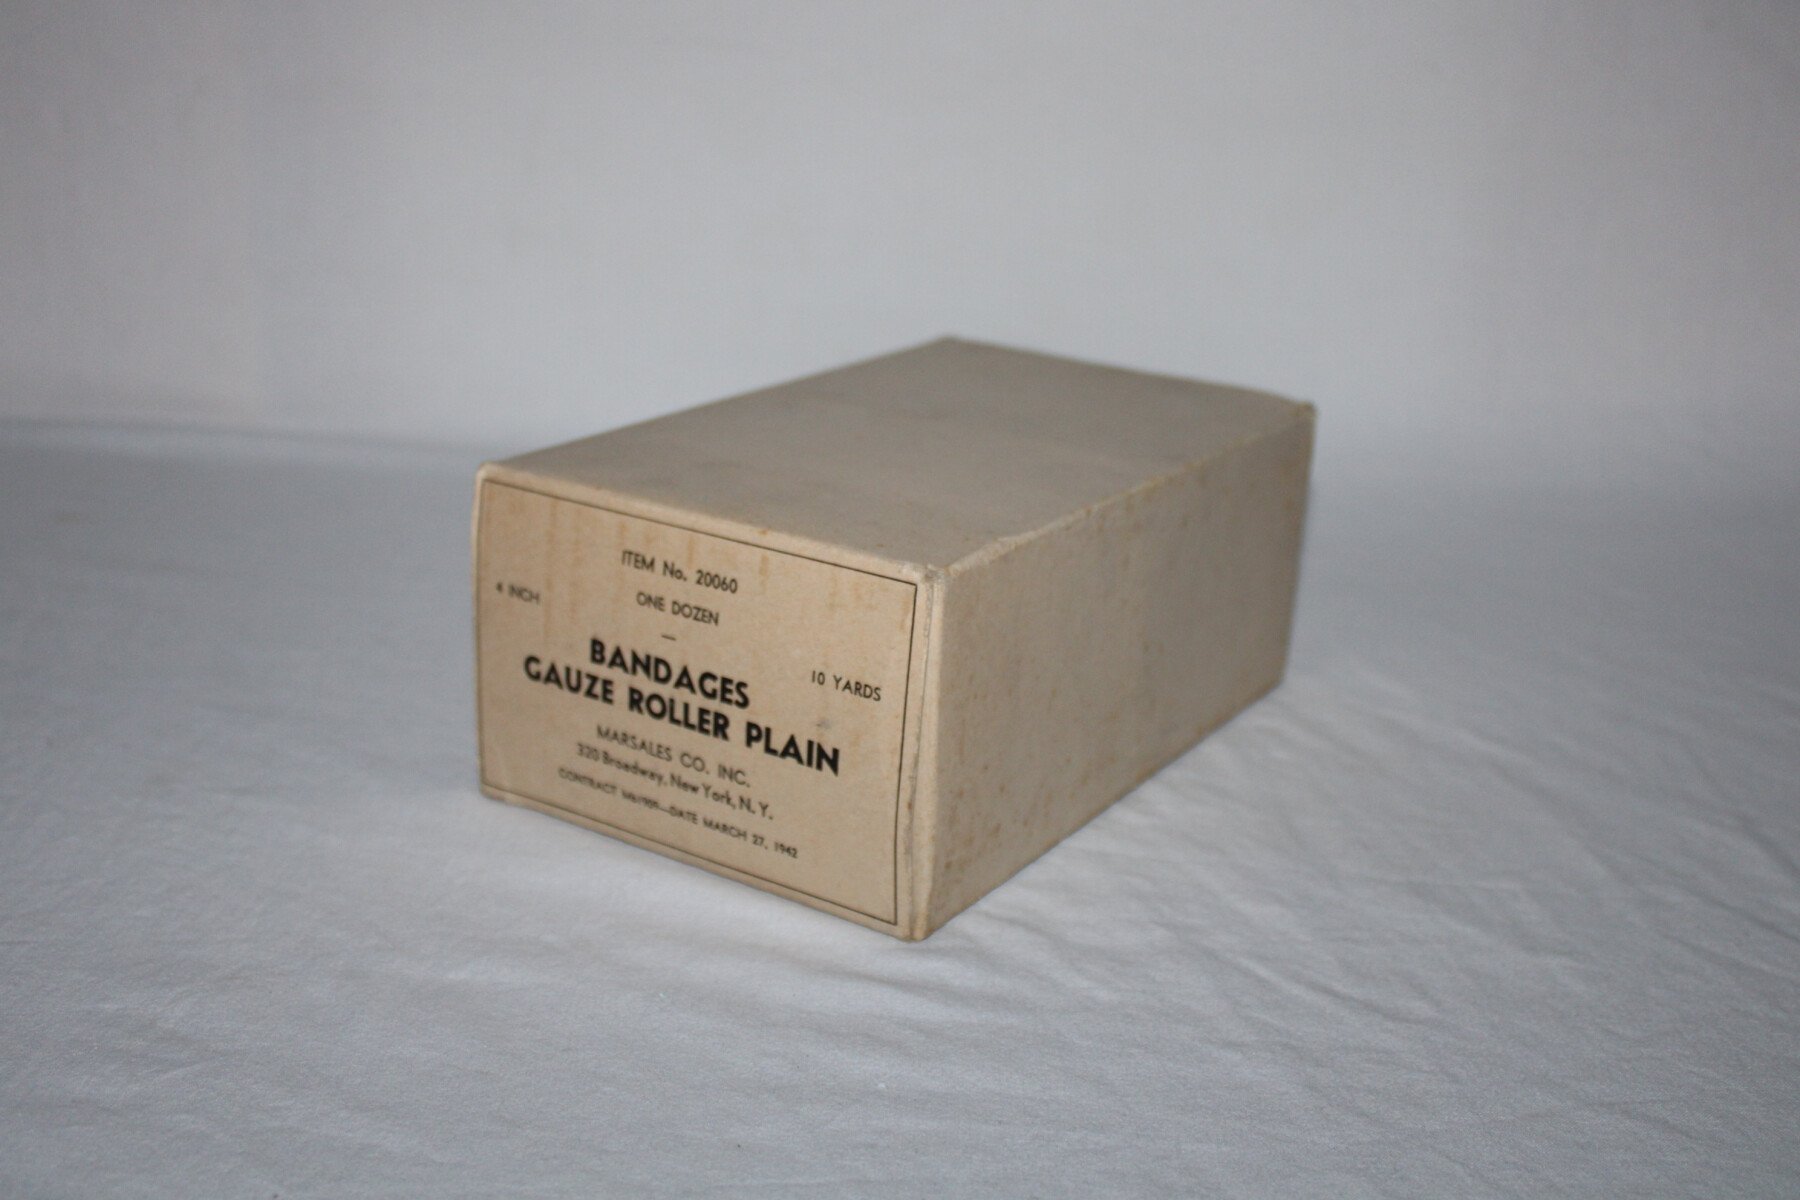 ITEM No. 20060
4 INCH
ONE DOZEN
BANDAGES
10 YARDS
GAUZE ROLLER PLAIN
MARSALES CO. INC.
320 Broadway, New York, N. Y.
CONTRACT —DATE MARCH 27, 1942